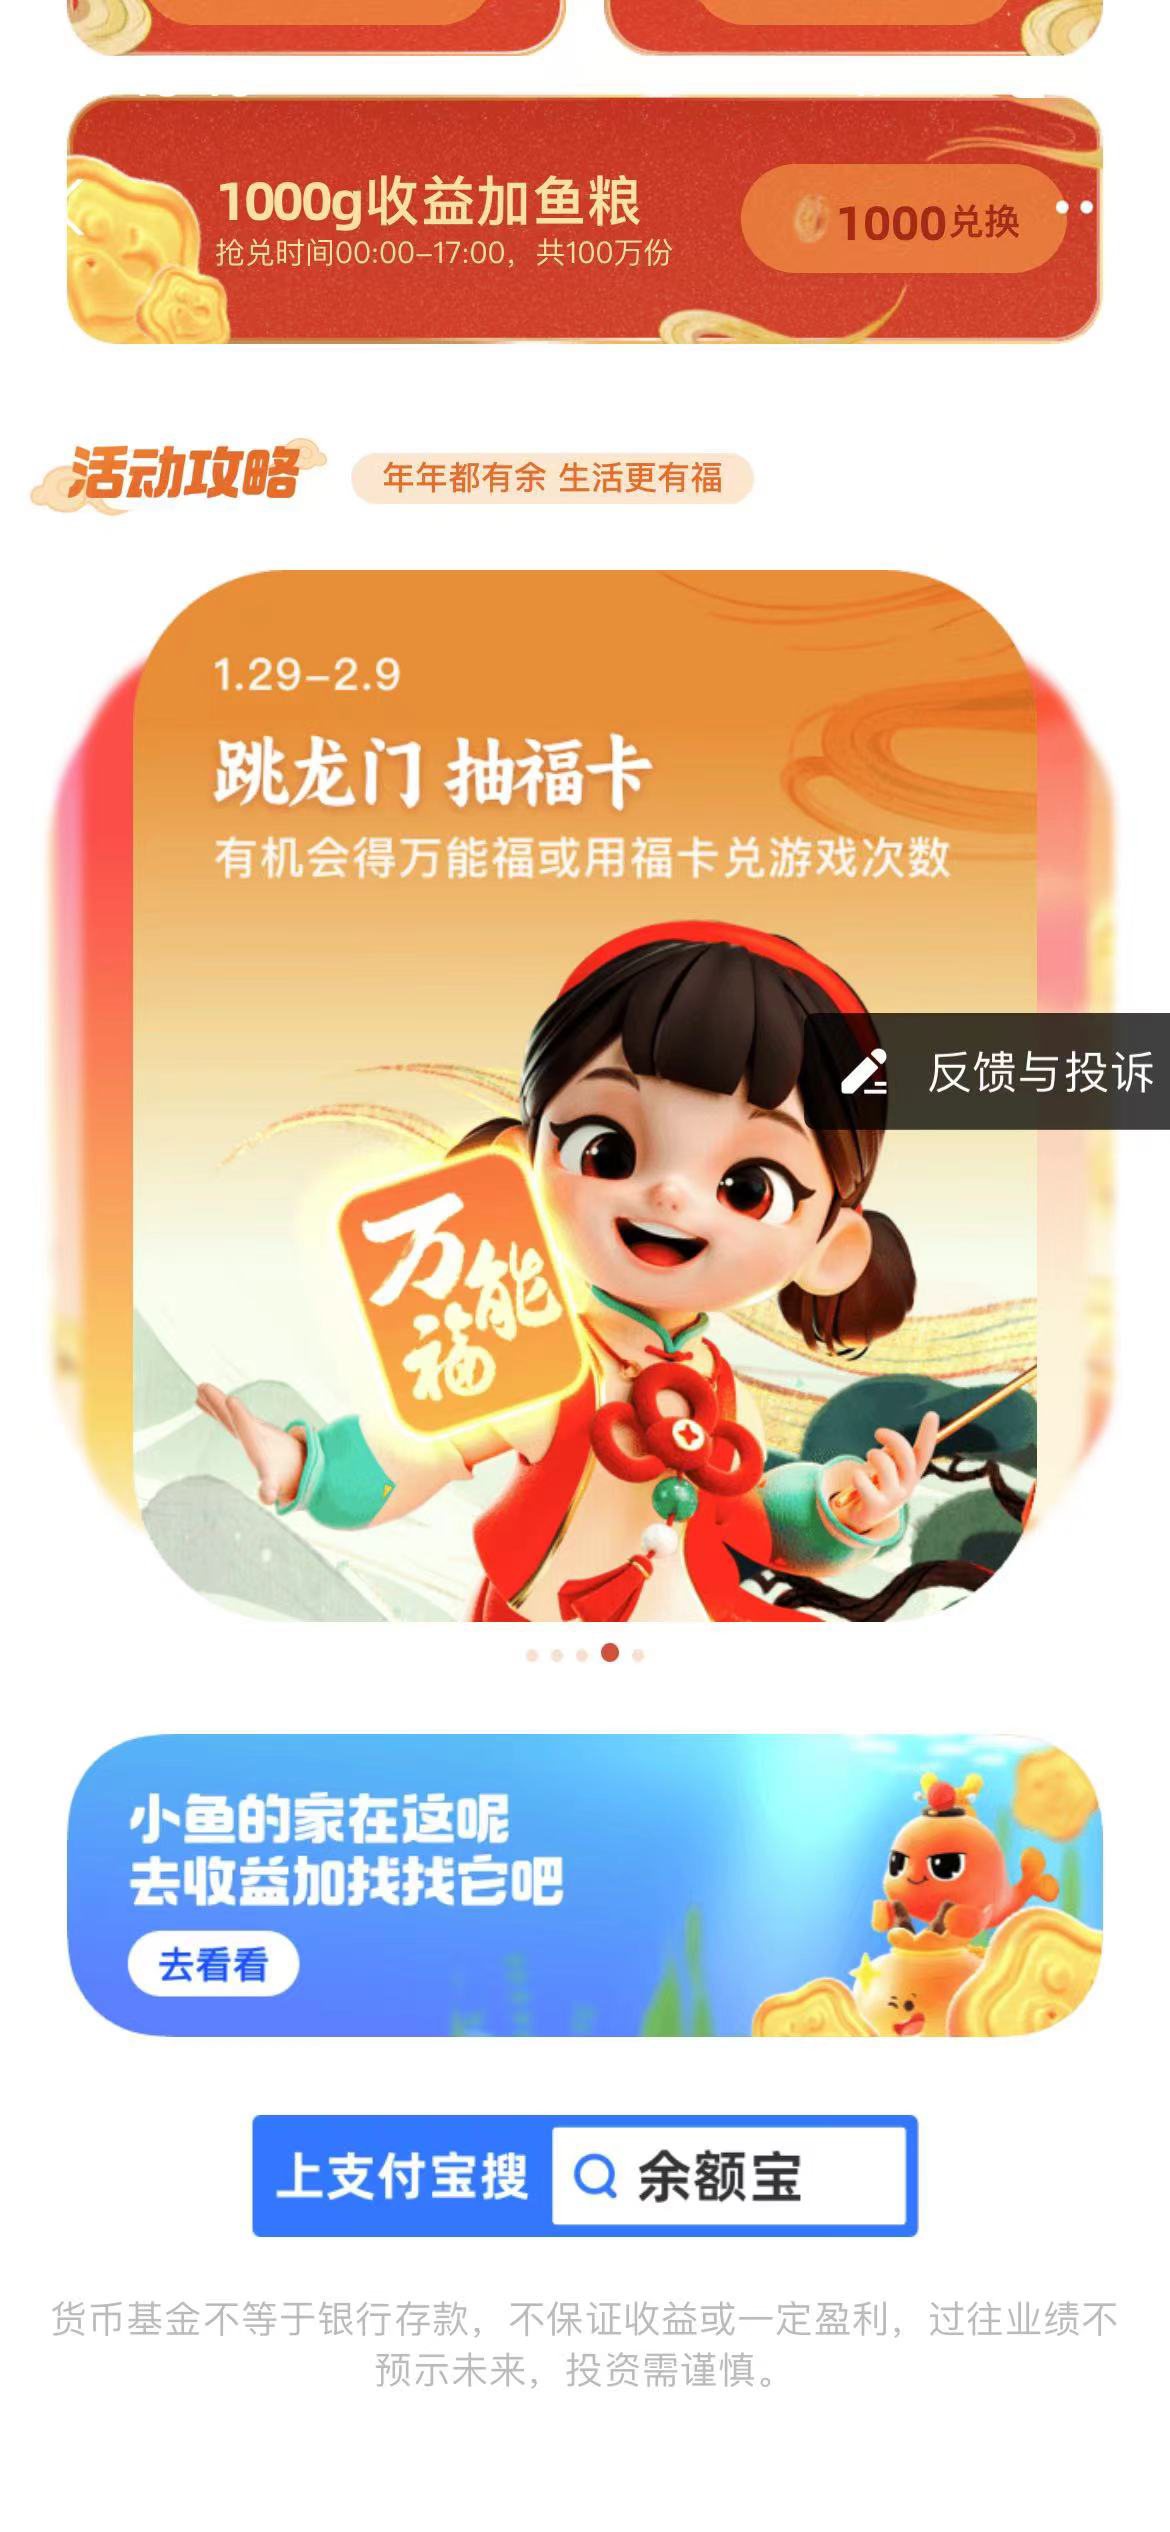 1000g收益加鱼粮
抢兑时间00:00-17:00，共100万份
1000兑换
活动攻略
年年都有余 生活更有福
1.29-2.9
跳龙门 抽福卡
有机会得万能福或用福卡兑游戏次数
反馈与投诉
万能福
小鱼的家在这呢
去收益加找找它吧
去看看
上支付宝搜
余额宝
货币基金不等于银行存款，不保证收益或一定盈利，过往业绩不
预示未来，投资需谨慎。